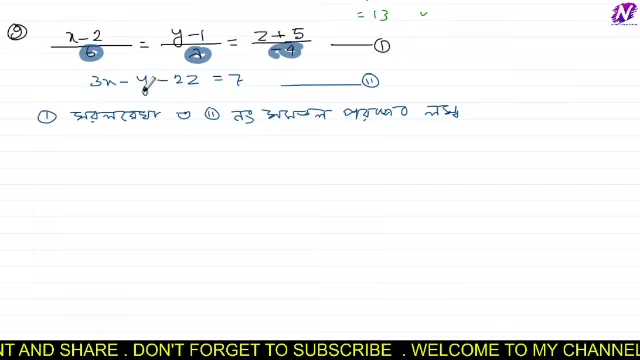 = 13 ✓
N
⑨ (x-2)/6 = (y-1)/7 = (z+5)/-4 —— ①
3x - y - 2z = 7 —— ⑪
① সরলরেখা ও ⑪ নং সমতল পরস্পর লম্ব
NT AND SHARE . DON'T FORGET TO SUBSCRIBE . WELCOME TO MY CHANNEL